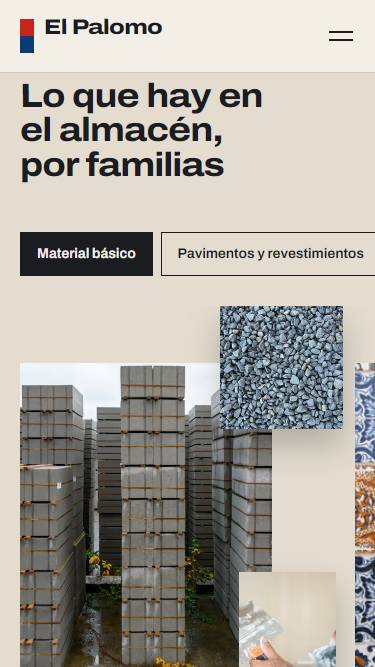 El Palomo
Lo que hay en
el almacén,
por familias
Material básico
Pavimentos y revestimientos